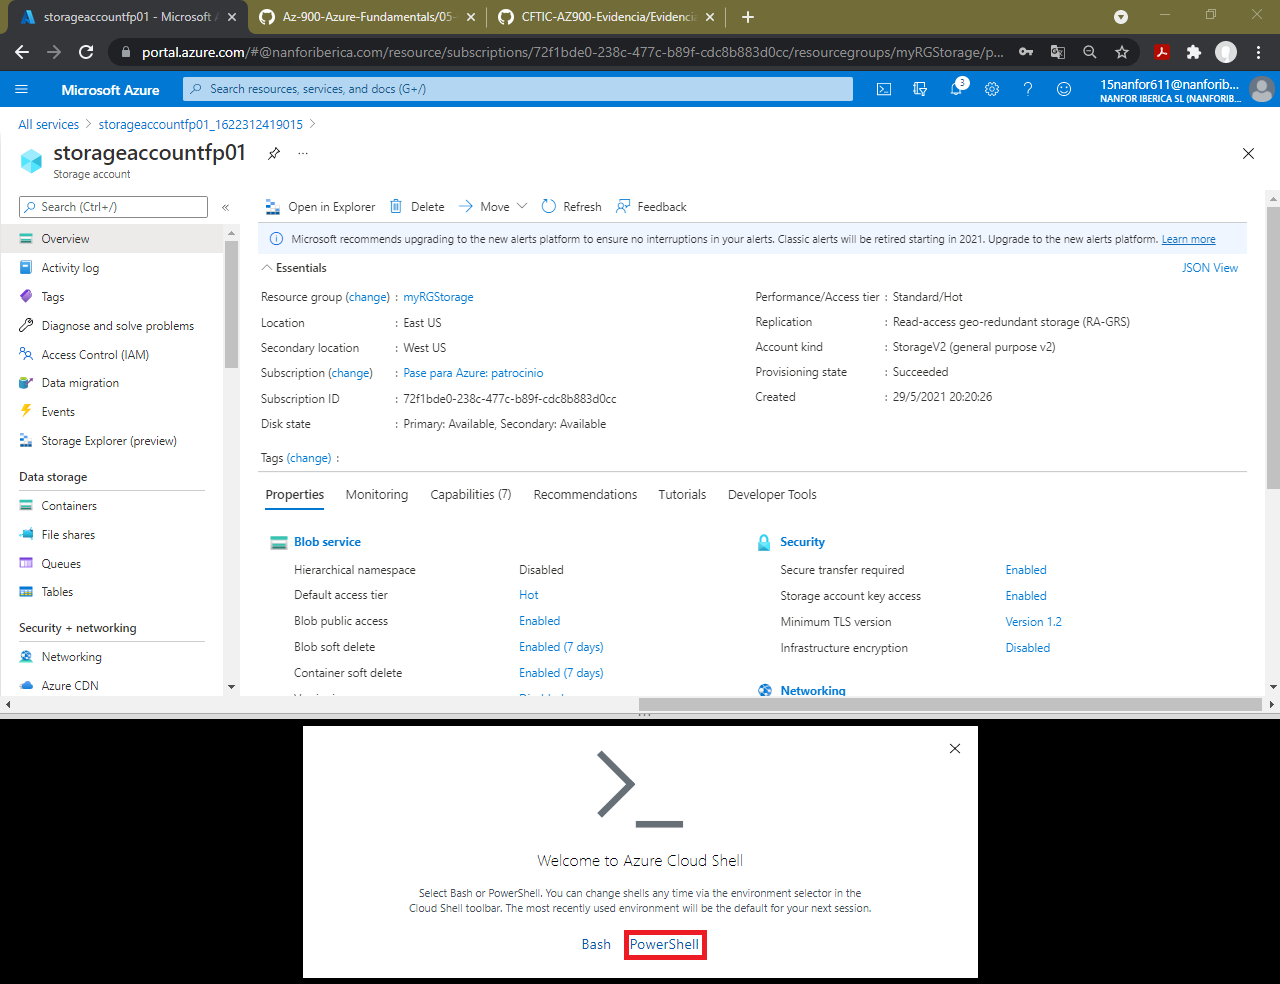 storageaccountfp01 - Microsoft A
Az-900-Azure-Fundamentals/05-
CFTIC-AZ900-Evidencia/Evidencia
portal.azure.com/#@nanforiberica.com/resource/subscriptions/72f1bde0-238c-477c-b89f-cdc8b883d0cc/resourcegroups/myRGStorage/p...
Microsoft Azure
Search resources, services, and docs (G+/)
3
15nanfor611@nanforib...
NANFOR IBERICA SL (NANFORIB...
All services > storageaccountfp01_1622312419015 >
storageaccountfp01
...
Storage account
Search (Ctrl+/)
«
Overview
Activity log
Tags
Diagnose and solve problems
Access Control (IAM)
Data migration
Events
Storage Explorer (preview)
Data storage
Containers
File shares
Queues
Tables
Security + networking
Networking
Azure CDN
Open in Explorer Delete Move Refresh Feedback
Microsoft recommends upgrading to the new alerts platform to ensure no interruptions in your alerts. Classic alerts will be retired starting in 2021. Upgrade to the new alerts platform. Learn more
Essentials
JSON View
Resource group (change) : myRGStorage
Location : East US
Secondary location : West US
Subscription (change) : Pase para Azure: patrocinio
Subscription ID : 72f1bde0-238c-477c-b89f-cdc8b883d0cc
Disk state : Primary: Available, Secondary: Available
Performance/Access tier : Standard/Hot
Replication : Read-access geo-redundant storage (RA-GRS)
Account kind : StorageV2 (general purpose v2)
Provisioning state : Succeeded
Created : 29/5/2021 20:20:26
Tags (change) :
Properties Monitoring Capabilities (7) Recommendations Tutorials Developer Tools
Blob service
Hierarchical namespace Disabled
Default access tier Hot
Blob public access Enabled
Blob soft delete Enabled (7 days)
Container soft delete Enabled (7 days)
Security
Secure transfer required Enabled
Storage account key access Enabled
Minimum TLS version Version 1.2
Infrastructure encryption Disabled
Networking
Welcome to Azure Cloud Shell
Select Bash or PowerShell. You can change shells any time via the environment selector in the
Cloud Shell toolbar. The most recently used environment will be the default for your next session.
Bash PowerShell